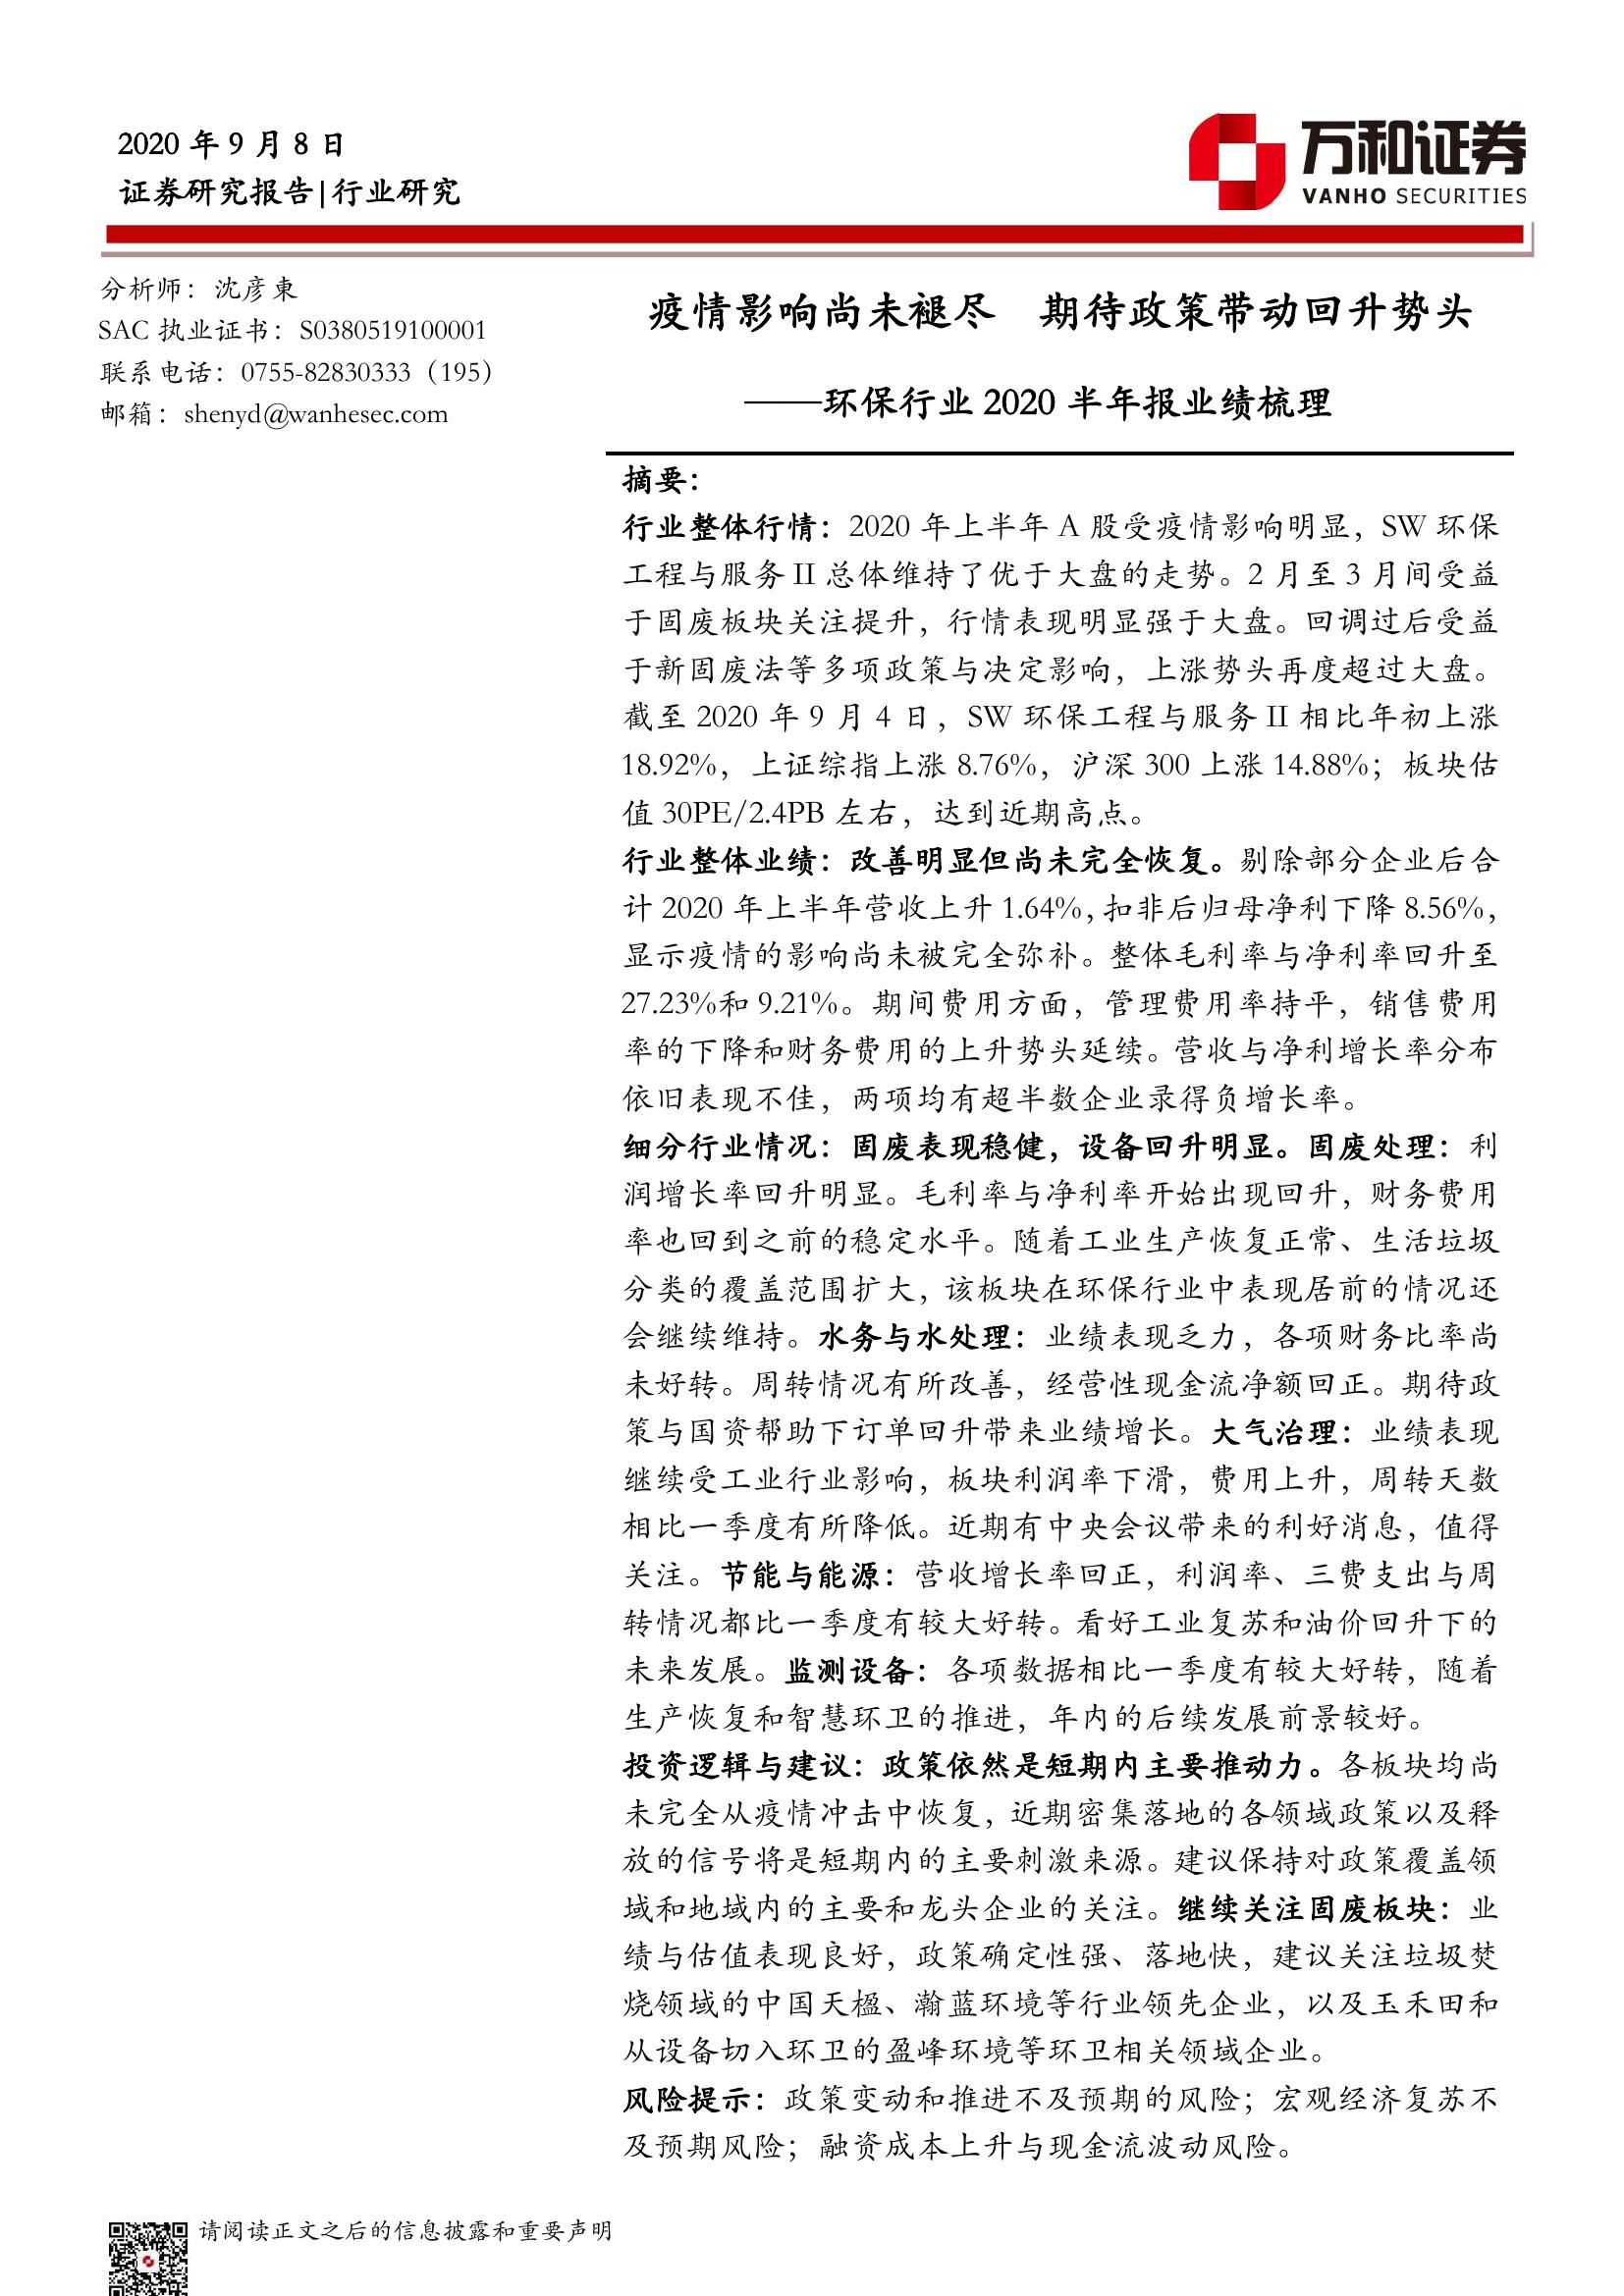 2020 年 9 月 8 日
证券研究报告|行业研究
万和证券
VANHO SECURITIES
分析师：沈彦東
SAC 执业证书：S0380519100001
联系电话：0755-82830333（195）
邮箱：shenyd@wanhesec.com
疫情影响尚未褪尽 期待政策带动回升势头
——环保行业 2020 半年报业绩梳理
摘要：
行业整体行情：2020 年上半年 A 股受疫情影响明显，SW 环保
工程与服务 II 总体维持了优于大盘的走势。2 月至 3 月间受益
于固废板块关注提升，行情表现明显强于大盘。回调过后受益
于新固废法等多项政策与决定影响，上涨势头再度超过大盘。
截至 2020 年 9 月 4 日，SW 环保工程与服务 II 相比年初上涨
18.92%，上证综指上涨 8.76%，沪深 300 上涨 14.88%；板块估
值 30PE/2.4PB 左右，达到近期高点。
行业整体业绩：改善明显但尚未完全恢复。剔除部分企业后合
计 2020 年上半年营收上升 1.64%，扣非后归母净利下降 8.56%，
显示疫情的影响尚未被完全弥补。整体毛利率与净利率回升至
27.23%和 9.21%。期间费用方面，管理费用率持平，销售费用
率的下降和财务费用的上升势头延续。营收与净利增长率分布
依旧表现不佳，两项均有超半数企业录得负增长率。
细分行业情况：固废表现稳健，设备回升明显。固废处理：利
润增长率回升明显。毛利率与净利率开始出现回升，财务费用
率也回到之前的稳定水平。随着工业生产恢复正常、生活垃圾
分类的覆盖范围扩大，该板块在环保行业中表现居前的情况还
会继续维持。水务与水处理：业绩表现乏力，各项财务比率尚
未好转。周转情况有所改善，经营性现金流净额回正。期待政
策与国资帮助下订单回升带来业绩增长。大气治理：业绩表现
继续受工业行业影响，板块利润率下滑，费用上升，周转天数
相比一季度有所降低。近期有中央会议带来的利好消息，值得
关注。节能与能源：营收增长率回正，利润率、三费支出与周
转情况都比一季度有较大好转。看好工业复苏和油价回升下的
未来发展。监测设备：各项数据相比一季度有较大好转，随着
生产恢复和智慧环卫的推进，年内的后续发展前景较好。
投资逻辑与建议：政策依然是短期内主要推动力。各板块均尚
未完全从疫情冲击中恢复，近期密集落地的各领域政策以及释
放的信号将是短期内的主要刺激来源。建议保持对政策覆盖领
域和地域内的主要和龙头企业的关注。继续关注固废板块：业
绩与估值表现良好，政策确定性强、落地快，建议关注垃圾焚
烧领域的中国天楹、瀚蓝环境等行业领先企业，以及玉禾田和
从设备切入环卫的盈峰环境等环卫相关领域企业。
风险提示：政策变动和推进不及预期的风险；宏观经济复苏不
及预期风险；融资成本上升与现金流波动风险。
请阅读正文之后的信息披露和重要声明